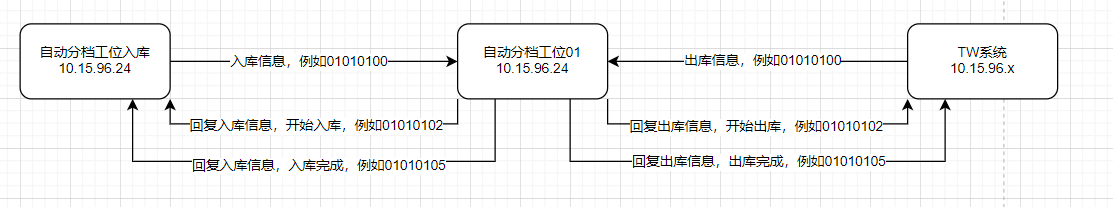 自动分档工位入库
10.15.96.24
入库信息，例如01010100
自动分档工位01
10.15.96.24
出库信息，例如01010100
TW系统
10.15.96.x
回复入库信息，开始入库，例如01010102
回复出库信息，开始出库，例如01010102
回复入库信息，入库完成，例如01010105
回复出库信息，出库完成，例如01010105